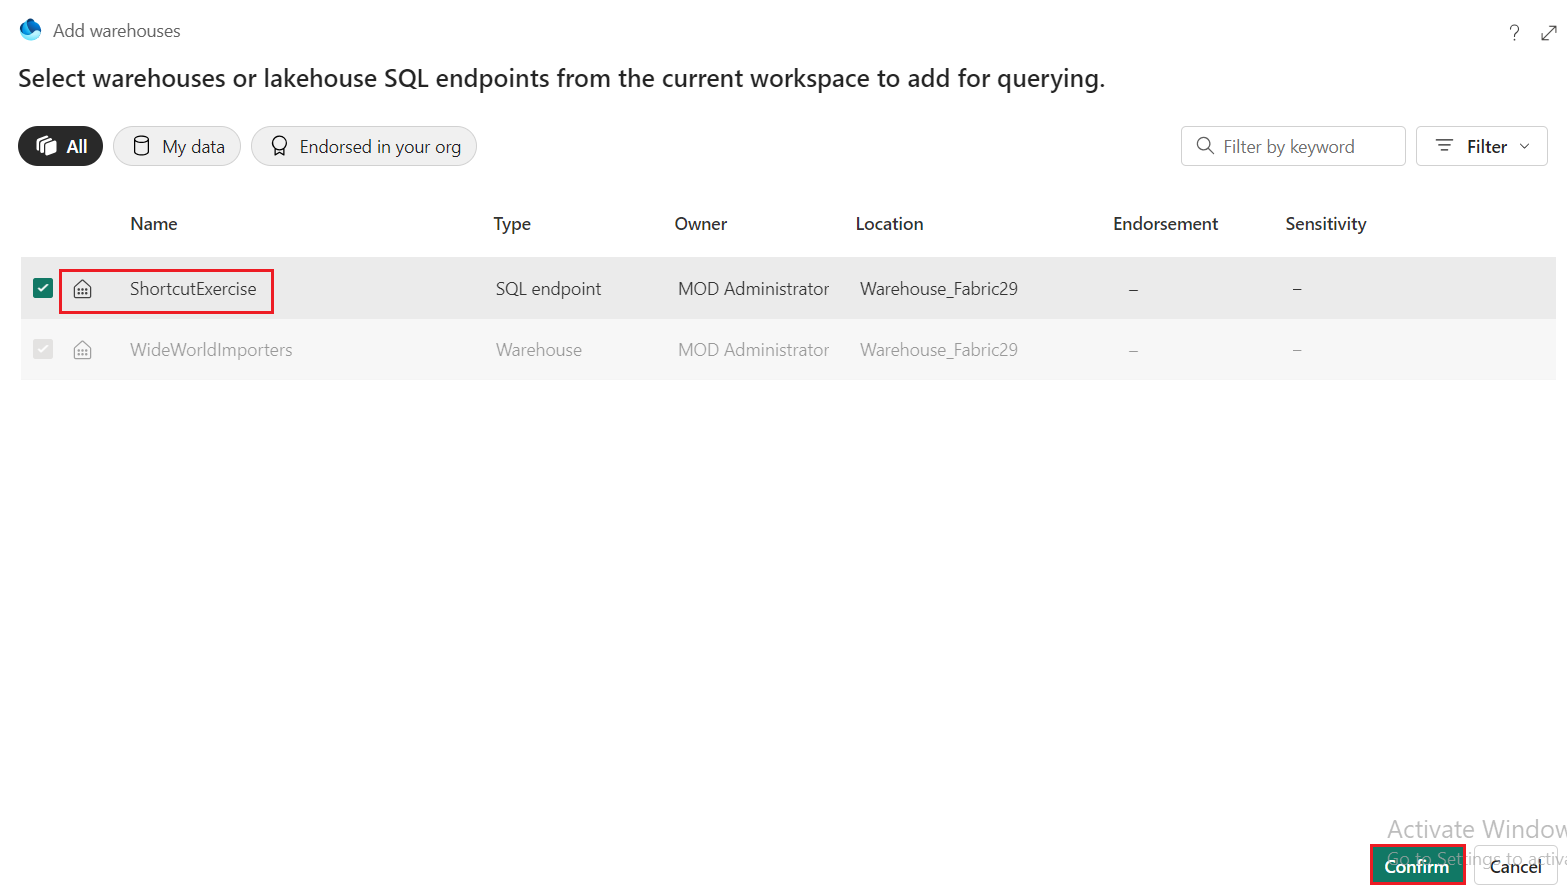 Add warehouses
?
Select warehouses or lakehouse SQL endpoints from the current workspace to add for querying.
All My data Endorsed in your org Filter by keyword Filter
Name Type Owner Location Endorsement Sensitivity
ShortcutExercise SQL endpoint MOD Administrator Warehouse_Fabric29 – –
WideWorldImporters Warehouse MOD Administrator Warehouse_Fabric29 – –
Activate Window
Go to Settings to activa
Confirm Cancel